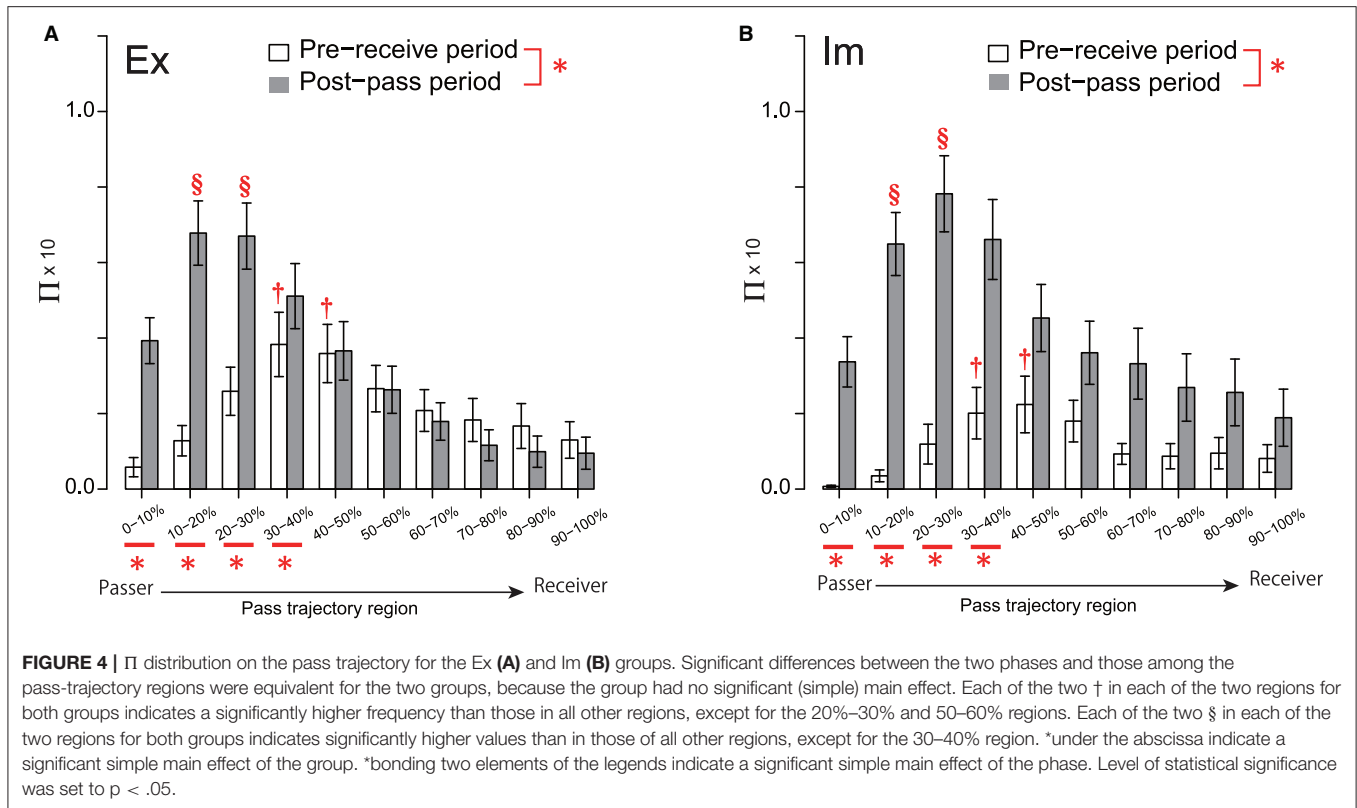 A
Ex
Pre-receive period
Post-pass period
*
1.0
§ §
† †
Π x 10
0.0
0-10% 10-20% 20-30% 30-40% 40-50% 50-60% 60-70% 70-80% 80-90% 90-100%
* * * *
Passer Receiver
Pass trajectory region
B
Im
Pre-receive period
Post-pass period
*
1.0
§
§
† †
Π x 10
0.0
0-10% 10-20% 20-30% 30-40% 40-50% 50-60% 60-70% 70-80% 80-90% 90-100%
* * * *
Passer Receiver
Pass trajectory region
FIGURE 4 | Π distribution on the pass trajectory for the Ex (A) and Im (B) groups. Significant differences between the two phases and those among the
pass-trajectory regions were equivalent for the two groups, because the group had no significant (simple) main effect. Each of the two † in each of the two regions for
both groups indicates a significantly higher frequency than those in all other regions, except for the 20%–30% and 50–60% regions. Each of the two § in each of the
two regions for both groups indicates significantly higher values than in those of all other regions, except for the 30–40% region. *under the abscissa indicate a
significant simple main effect of the group. *bonding two elements of the legends indicate a significant simple main effect of the phase. Level of statistical significance
was set to p < .05.